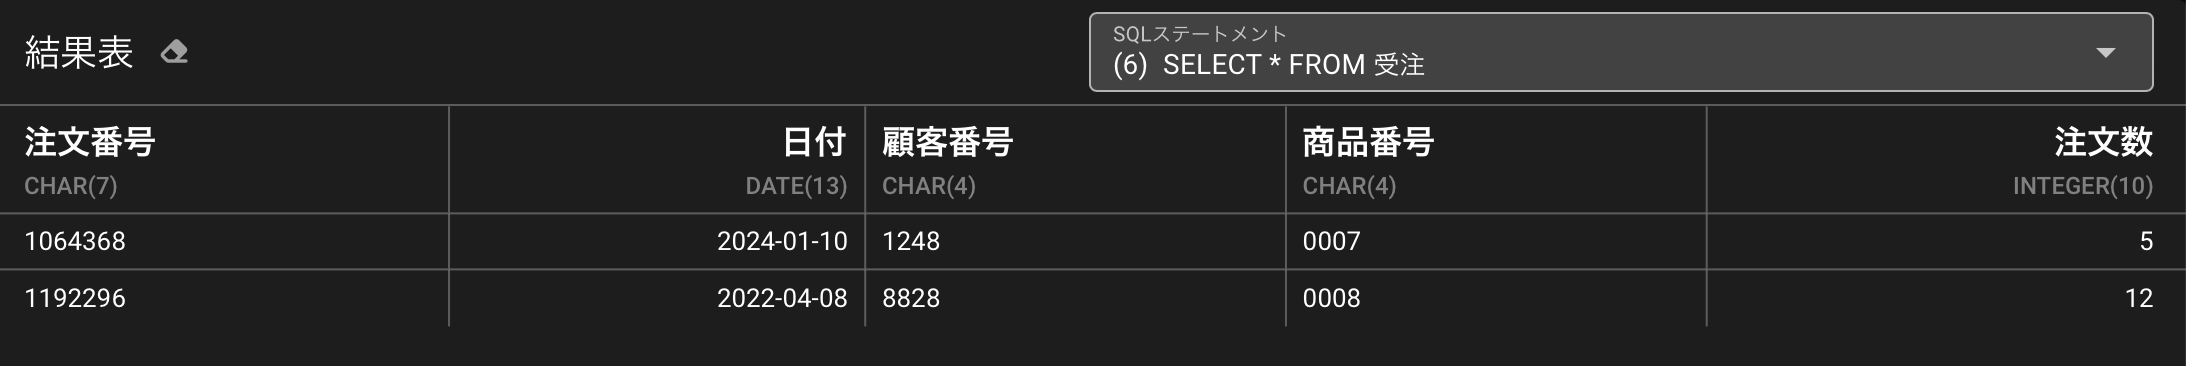 結果表
SQLステートメント
(6) SELECT * FROM 受注
注文番号 日付 顧客番号 商品番号 注文数
CHAR(7) DATE(13) CHAR(4) CHAR(4) INTEGER(10)
1064368 2024-01-10 1248 0007 5
1192296 2022-04-08 8828 0008 12